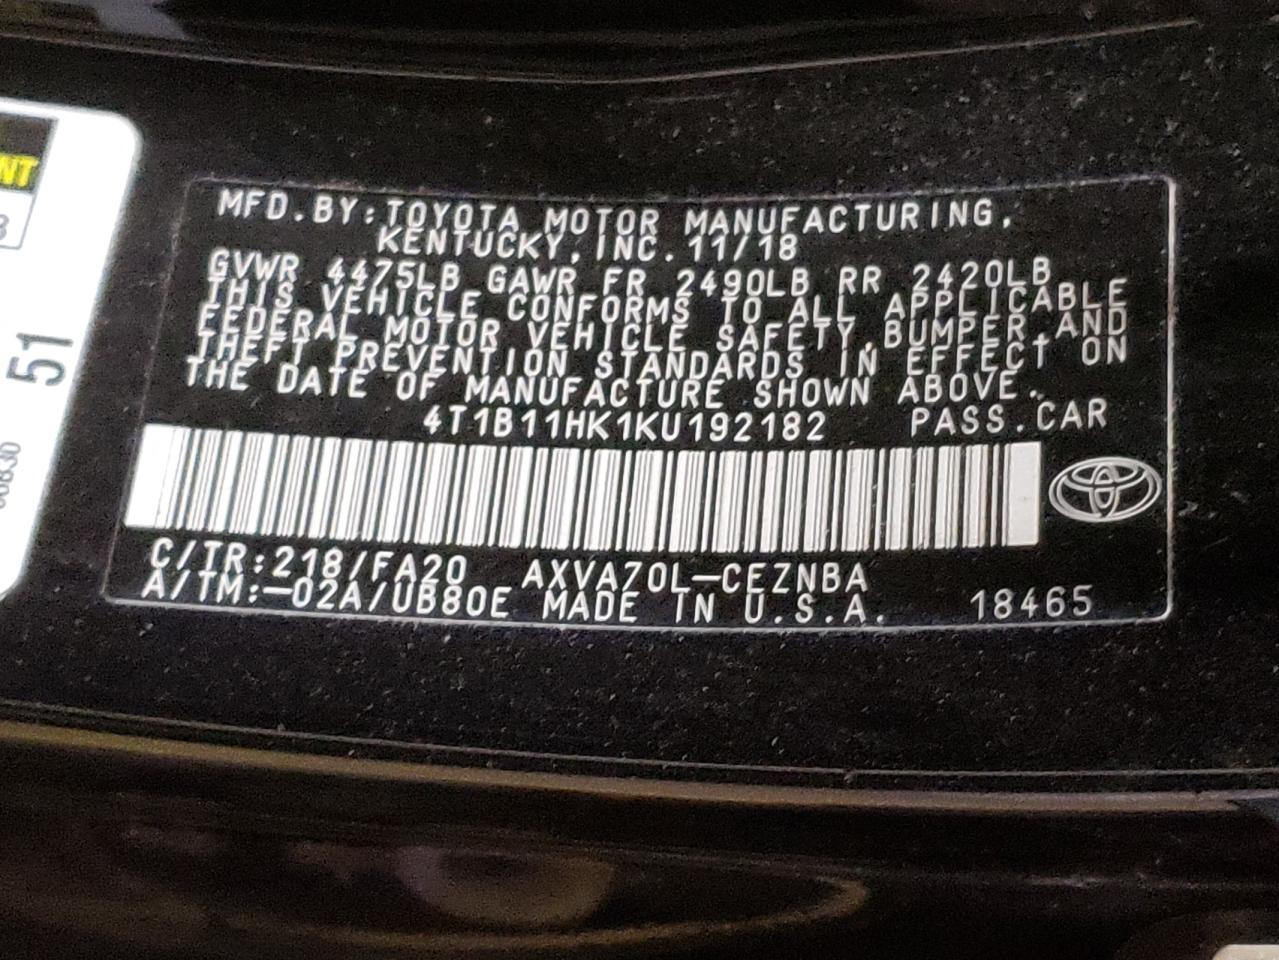 NT
51
MFD.BY:TOYOTA MOTOR MANUFACTURING,
KENTUCKY,INC.11/18
GVWR 4475LB GAWR FR 2490LB RR 2420LB
THIS VEHICLE CONFORMS TO ALL APPLICABLE
FEDERAL MOTOR VEHICLE SAFETY,BUMPER,AND
THEFT PREVENTION STANDARDS IN EFFECT ON
THE DATE OF MANUFACTURE SHOWN ABOVE.
4T1B11HK1KU192182 PASS.CAR
C/TR:218/FA20 AXVA70L-CEZNBA
A/TM:-02A/UB80E MADE IN U.S.A. 18465